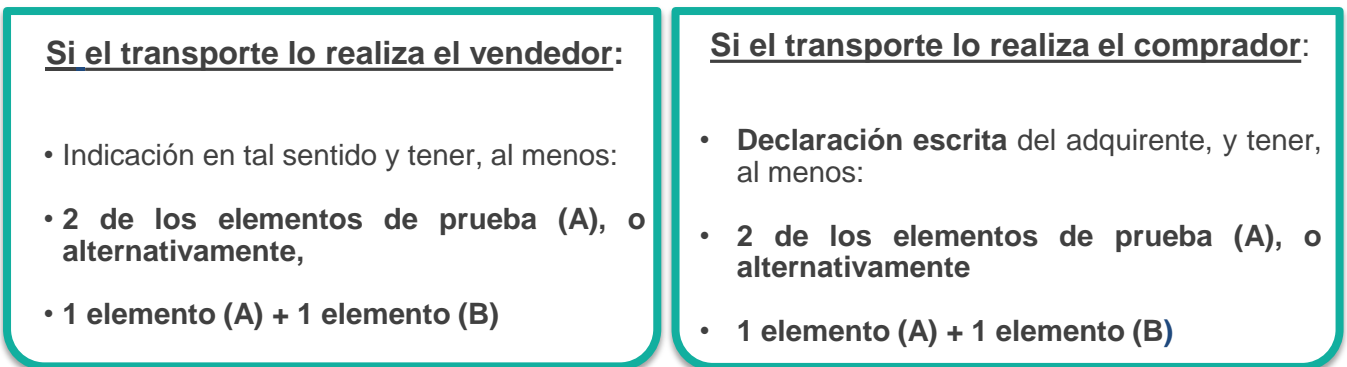 Si el transporte lo realiza el vendedor:
• Indicación en tal sentido y tener, al menos:
• 2 de los elementos de prueba (A), o
alternativamente,
• 1 elemento (A) + 1 elemento (B)
Si el transporte lo realiza el comprador:
• Declaración escrita del adquirente, y tener,
al menos:
• 2 de los elementos de prueba (A), o
alternativamente
• 1 elemento (A) + 1 elemento (B)